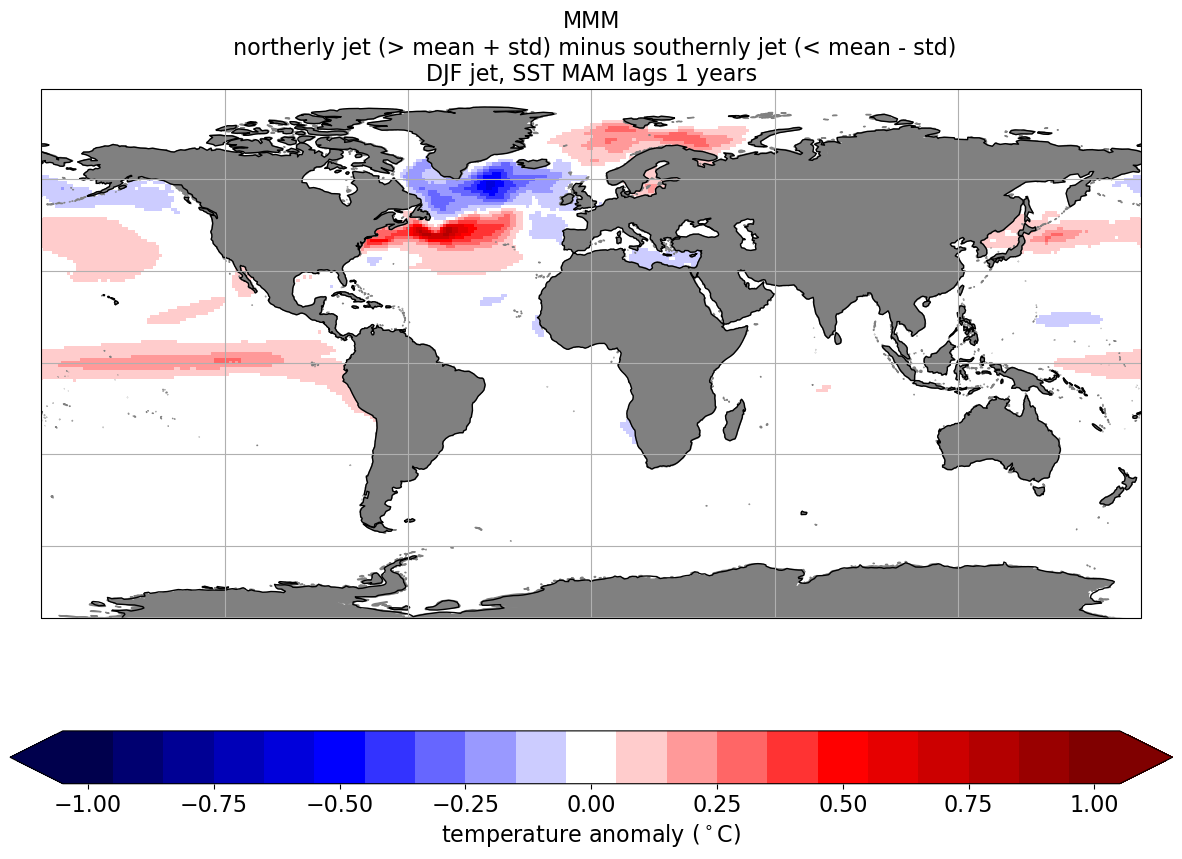 MMM
northerly jet (> mean + std) minus southernly jet (< mean - std)
DJF jet, SST MAM lags 1 years
−1.00 −0.75 −0.50 −0.25 0.00 0.25 0.50 0.75 1.00
temperature anomaly (°C)